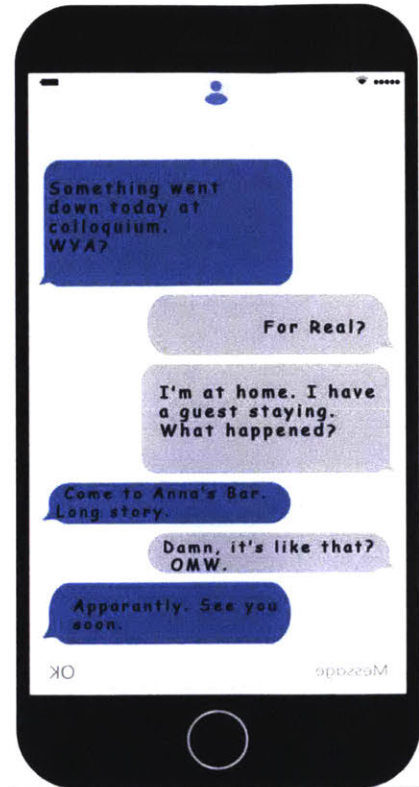 Something went
down today at
colloquium.
WYA?
For Real?
I'm at home. I have
a guest staying.
What happened?
Come to Anna's Bar.
Long story.
Damn, it's like that?
OMW.
Apparantly. See you
soon.
OK
Message